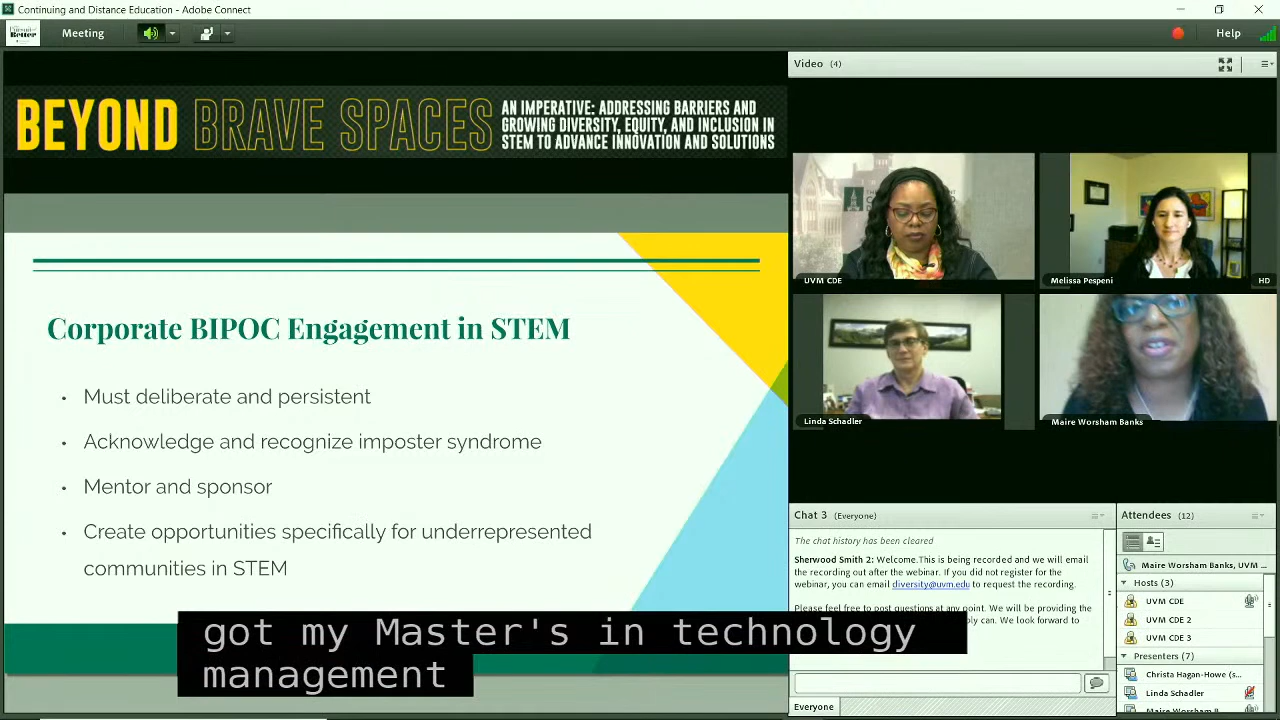 Continuing and Distance Education - Adobe Connect
Meeting
Help
BEYOND BRAVE SPACES
AN IMPERATIVE: ADDRESSING BARRIERS AND
GROWING DIVERSITY, EQUITY, AND INCLUSION IN
STEM TO ADVANCE INNOVATION AND SOLUTIONS
Corporate BIPOC Engagement in STEM
• Must deliberate and persistent
• Acknowledge and recognize imposter syndrome
• Mentor and sponsor
• Create opportunities specifically for underrepresented
communities in STEM
got my Master's in technology
management
Video (4)
UVM CDE
Melissa Pespeni
HD
Linda Schadler
Maire Worsham Banks
Chat 3 (Everyone)
The chat history has been cleared
Sherwood Smith 2: Welcome.This is being recorded and we will email
the recording out after the webinar. If you did not register for the
webinar, you can email diversity@uvm.edu to request the recording.
Please feel free to post questions at any point. We will be providing the
ply can. We look forward to
Everyone
Attendees (12)
Maire Worsham Banks, UVM ...
Hosts (3)
UVM CDE
UVM CDE 2
UVM CDE 3
Presenters (7)
Christa Hagan-Howe (s...
Linda Schadler
Maire Worsham B